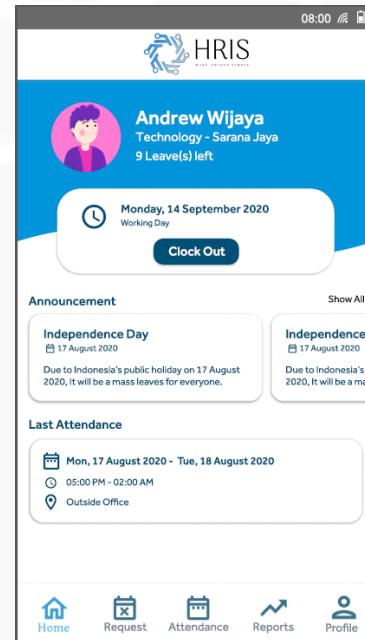 08:00
HRIS
MAKE THINGS SIMPLE
Andrew Wijaya
Technology - Sarana Jaya
9 Leave(s) left
Monday, 14 September 2020
Working Day
Clock Out
Announcement
Show All
Independence Day
17 August 2020
Due to Indonesia's public holiday on 17 August
2020, It will be a mass leaves for everyone.
Independence
17 August 2020
Due to Indonesia's
2020, It will be a ma
Last Attendance
Mon, 17 August 2020 - Tue, 18 August 2020
05:00 PM - 02:00 AM
Outside Office
Home
Request
Attendance
Reports
Profile